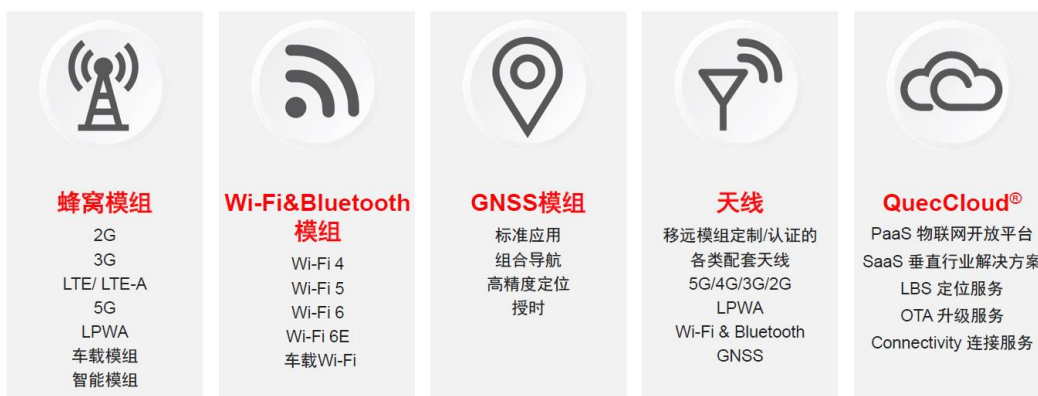 蜂窝模组
2G
3G
LTE/ LTE-A
5G
LPWA
车载模组
智能模组
Wi-Fi&Bluetooth
模组
Wi-Fi 4
Wi-Fi 5
Wi-Fi 6
Wi-Fi 6E
车载Wi-Fi
GNSS模组
标准应用
组合导航
高精度定位
授时
天线
移远模组定制/认证的
各类配套天线
5G/4G/3G/2G
LPWA
Wi-Fi & Bluetooth
GNSS
QuecCloud®
PaaS 物联网开放平台
SaaS 垂直行业解决方案
LBS 定位服务
OTA 升级服务
Connectivity 连接服务